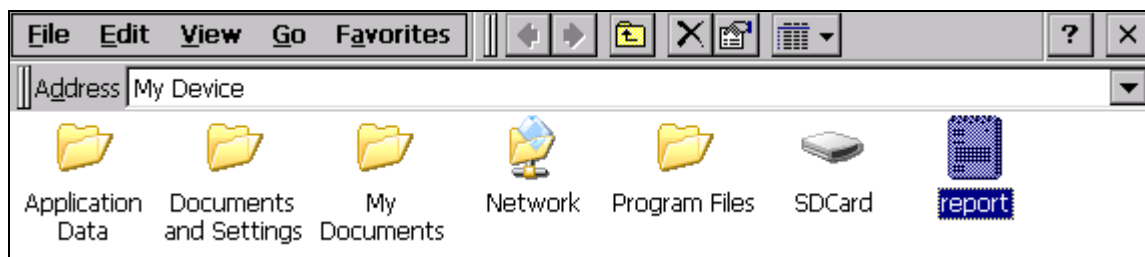 File Edit View Go Favorites ?
Address My Device
Application Data
Documents and Settings
My Documents
Network
Program Files
SDCard
report